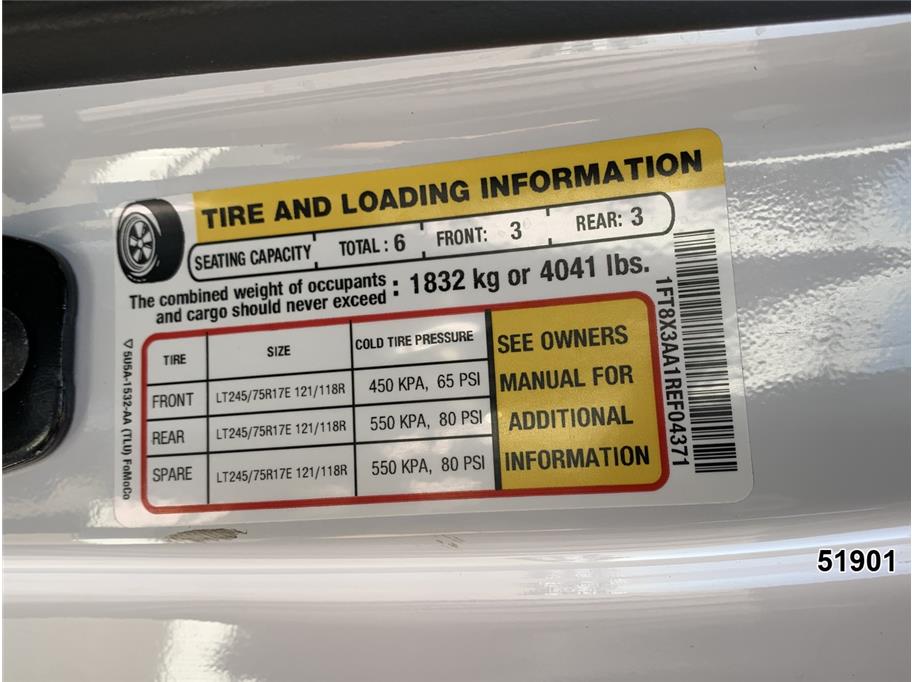 TIRE AND LOADING INFORMATION
SEATING CAPACITY TOTAL : 6 FRONT: 3 REAR: 3
The combined weight of occupants
and cargo should never exceed : 1832 kg or 4041 lbs.
TIRE SIZE COLD TIRE PRESSURE
FRONT LT245/75R17E 121/118R 450 KPA, 65 PSI
REAR LT245/75R17E 121/118R 550 KPA, 80 PSI
SPARE LT245/75R17E 121/118R 550 KPA, 80 PSI
SEE OWNERS
MANUAL FOR
ADDITIONAL
INFORMATION
1FT8X3AA1REF04371
▽ 5U5A-1532-AA (TLU) FoMoCo
51901